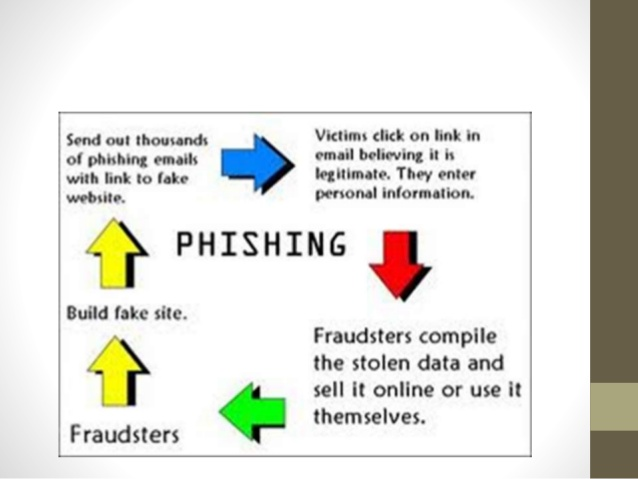 Send out thousands
of phishing emails
with link to fake
website.
Victims click on link in
email believing it is
legitimate. They enter
personal information.
PHISHING
Build fake site.
Fraudsters compile
the stolen data and
sell it online or use it
themselves.
Fraudsters